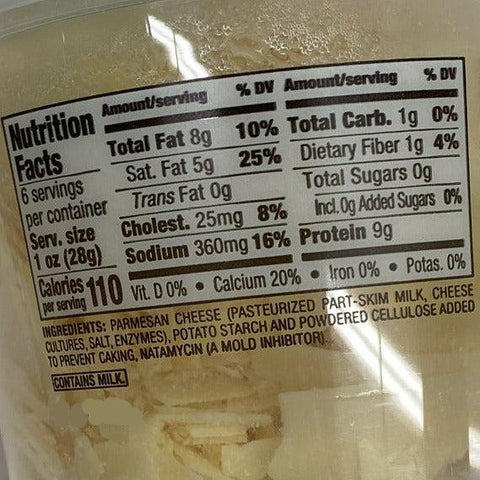 Nutrition
Facts
6 servings
per container
Serv. size
1 oz (28g)
Calories
per serving 110
Amount/serving % DV
Total Fat 8g 10%
Sat. Fat 5g 25%
Trans Fat 0g
Cholest. 25mg 8%
Sodium 360mg 16%
Amount/serving % DV
Total Carb. 1g 0%
Dietary Fiber 1g 4%
Total Sugars 0g
Incl. 0g Added Sugars 0%
Protein 9g
Vit. D 0% • Calcium 20% • Iron 0% • Potas. 0%
INGREDIENTS: PARMESAN CHEESE (PASTEURIZED PART-SKIM MILK, CHEESE
CULTURES, SALT, ENZYMES), POTATO STARCH AND POWDERED CELLULOSE ADDED
TO PREVENT CAKING, NATAMYCIN (A MOLD INHIBITOR).
CONTAINS MILK.